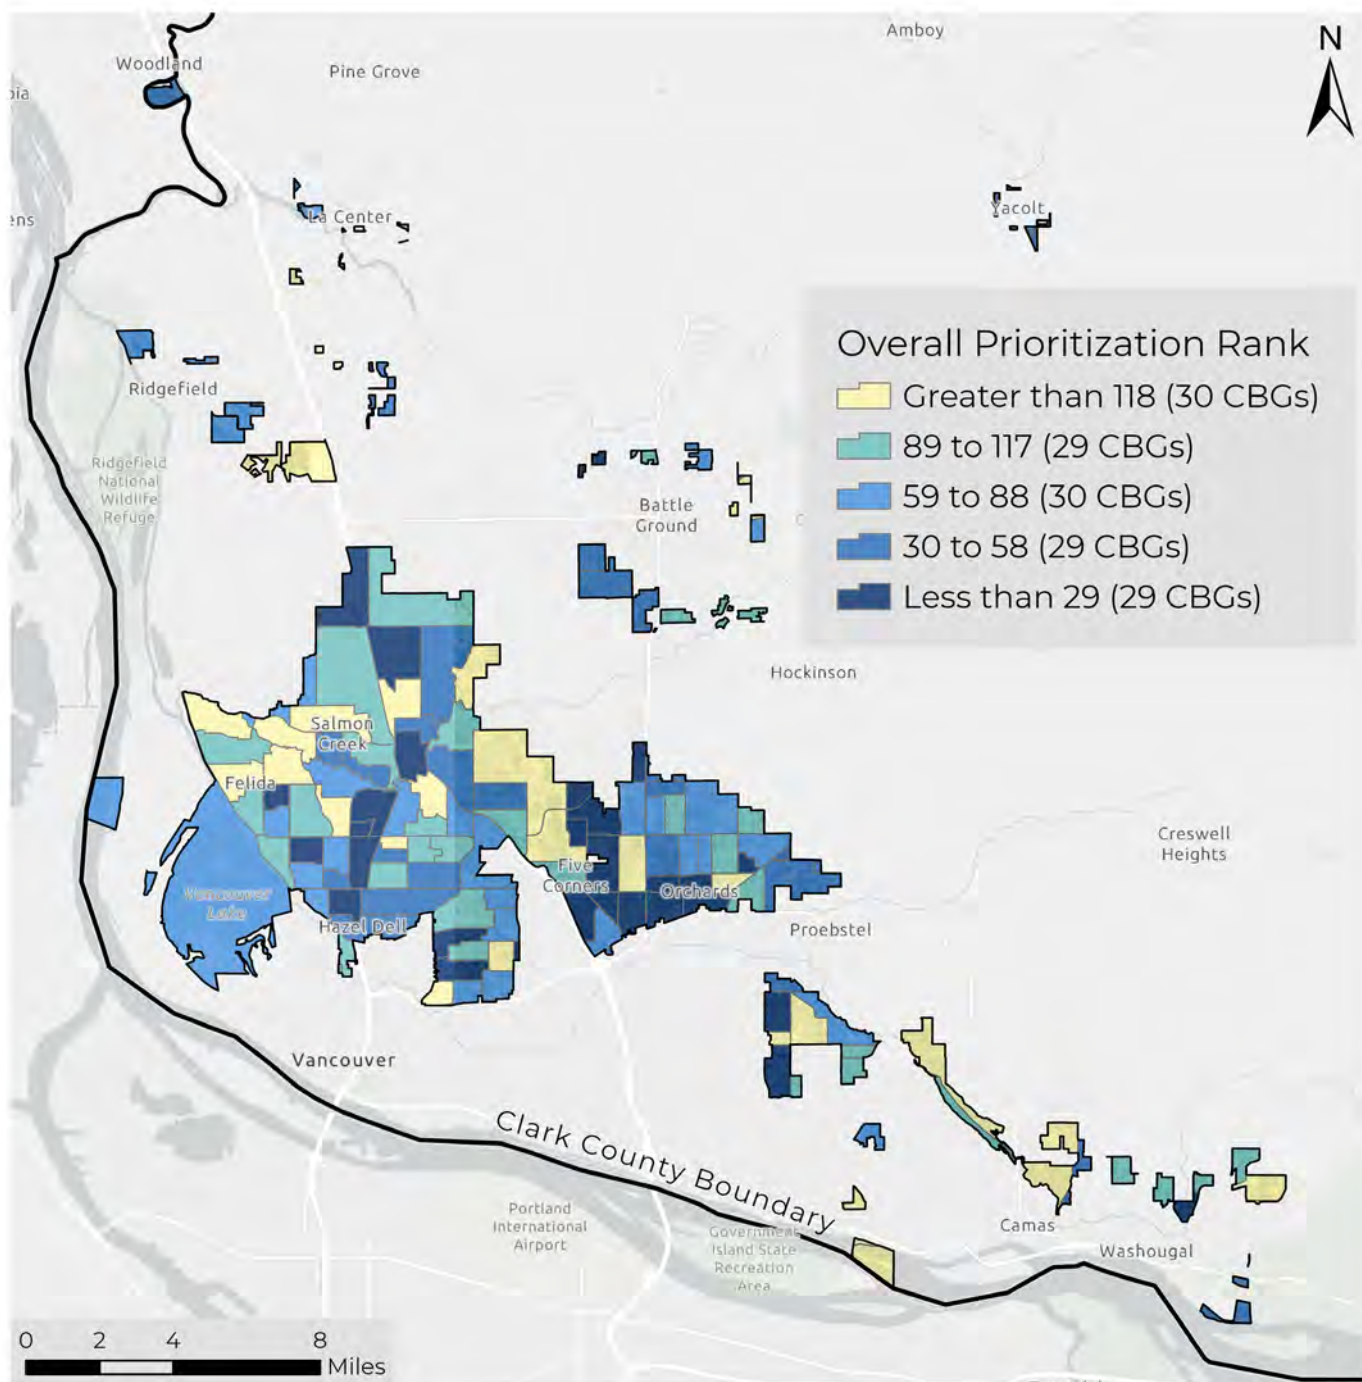 Amboy
N
Woodland
Pine Grove
bia
Yacolt
ens
La Center
Overall Prioritization Rank
Greater than 118 (30 CBGs)
89 to 117 (29 CBGs)
59 to 88 (30 CBGs)
30 to 58 (29 CBGs)
Less than 29 (29 CBGs)
Ridgefield
Ridgefield
National
Wildlife
Refuge
Battle
Ground
Hockinson
Salmon
Creek
Felida
Creswell
Heights
Five
Corners
Orchards
Vancouver
Lake
Hazel Dell
Proebstel
Vancouver
Clark County Boundary
Portland
International
Airport
Government
Island State
Recreation
Area
Camas
Washougal
0 2 4 8
Miles